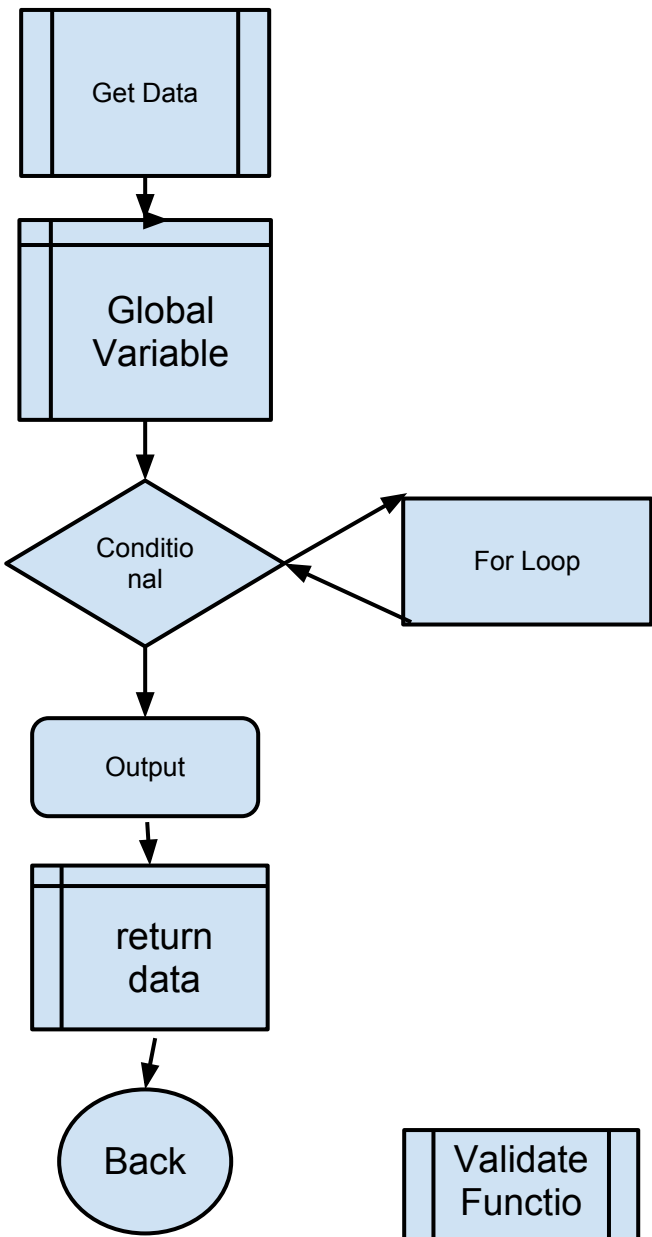 Get Data
Global
Variable
Conditio
nal
For Loop
Output
return
data
Back
Validate
Functio